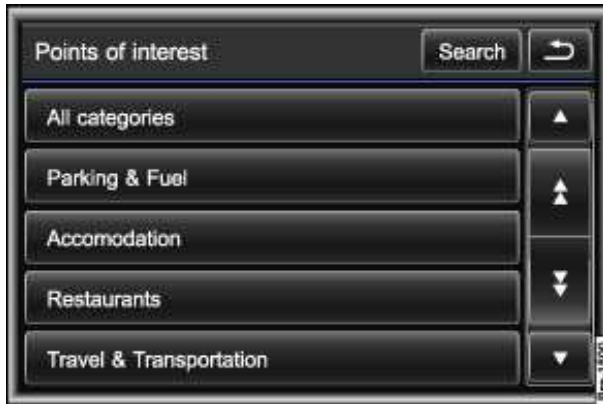 Points of interest
Search
All categories
Parking & Fuel
Accomodation
Restaurants
Travel & Transportation